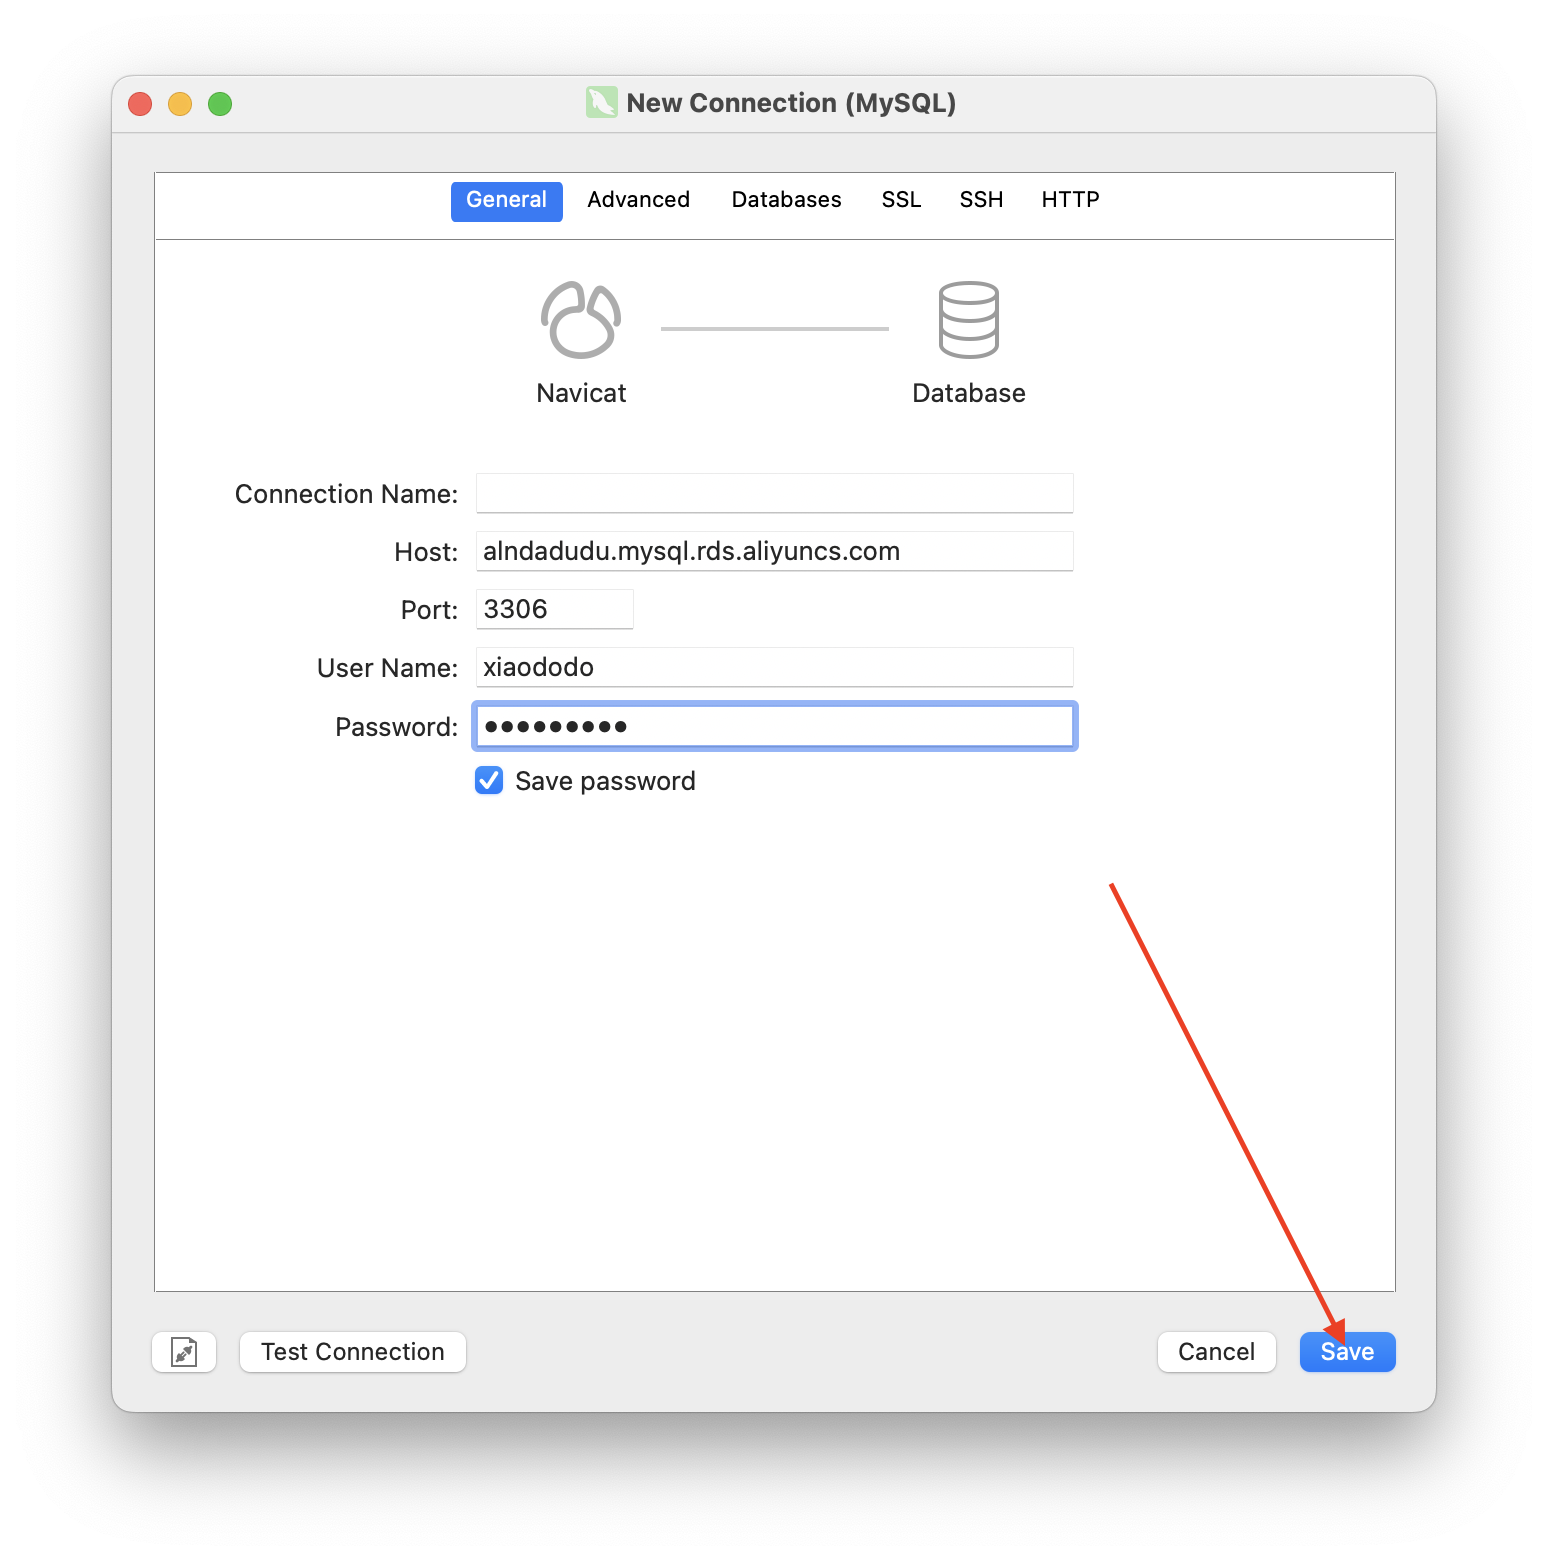 New Connection (MySQL)
General Advanced Databases SSL SSH HTTP
Navicat Database
Connection Name:
Host: alndadudu.mysql.rds.aliyuncs.com
Port: 3306
User Name: xiaododo
Password: •••••••••
Save password
Test Connection Cancel Save